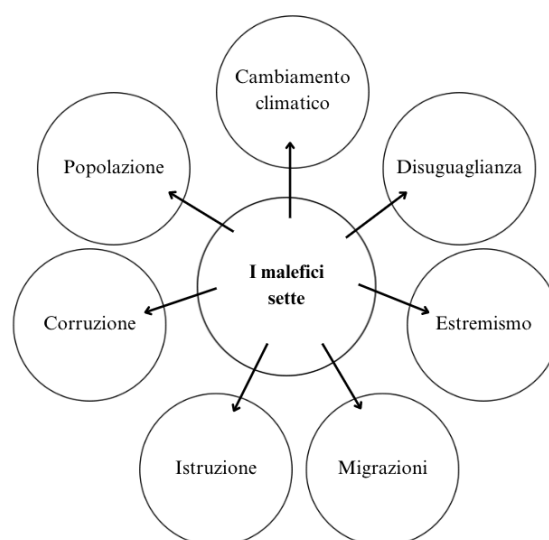 Cambiamento
climatico
Popolazione
Disuguaglianza
I malefici
sette
Corruzione
Estremismo
Istruzione
Migrazioni